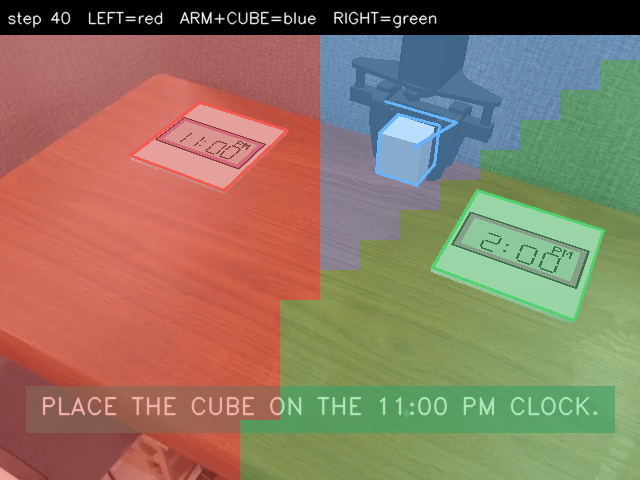 step 40 LEFT=red ARM+CUBE=blue RIGHT=green
11:00 PM
2:00 PM
PLACE THE CUBE ON THE 11:00 PM CLOCK.